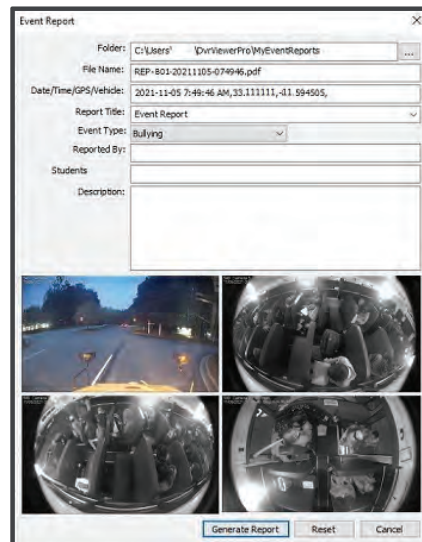 Event Report
Folder: C:\Users\ \DvrViewerPro\MyEventReports ...
File Name: REP-B01-20211105-074946.pdf
Date/Time/GPS/Vehicle: 2021-11-05 7:49:46 AM,33.111111,-11.594505,
Report Title: Event Report
Event Type: Bullying
Reported By:
Students
Description:
Generate Report Reset Cancel